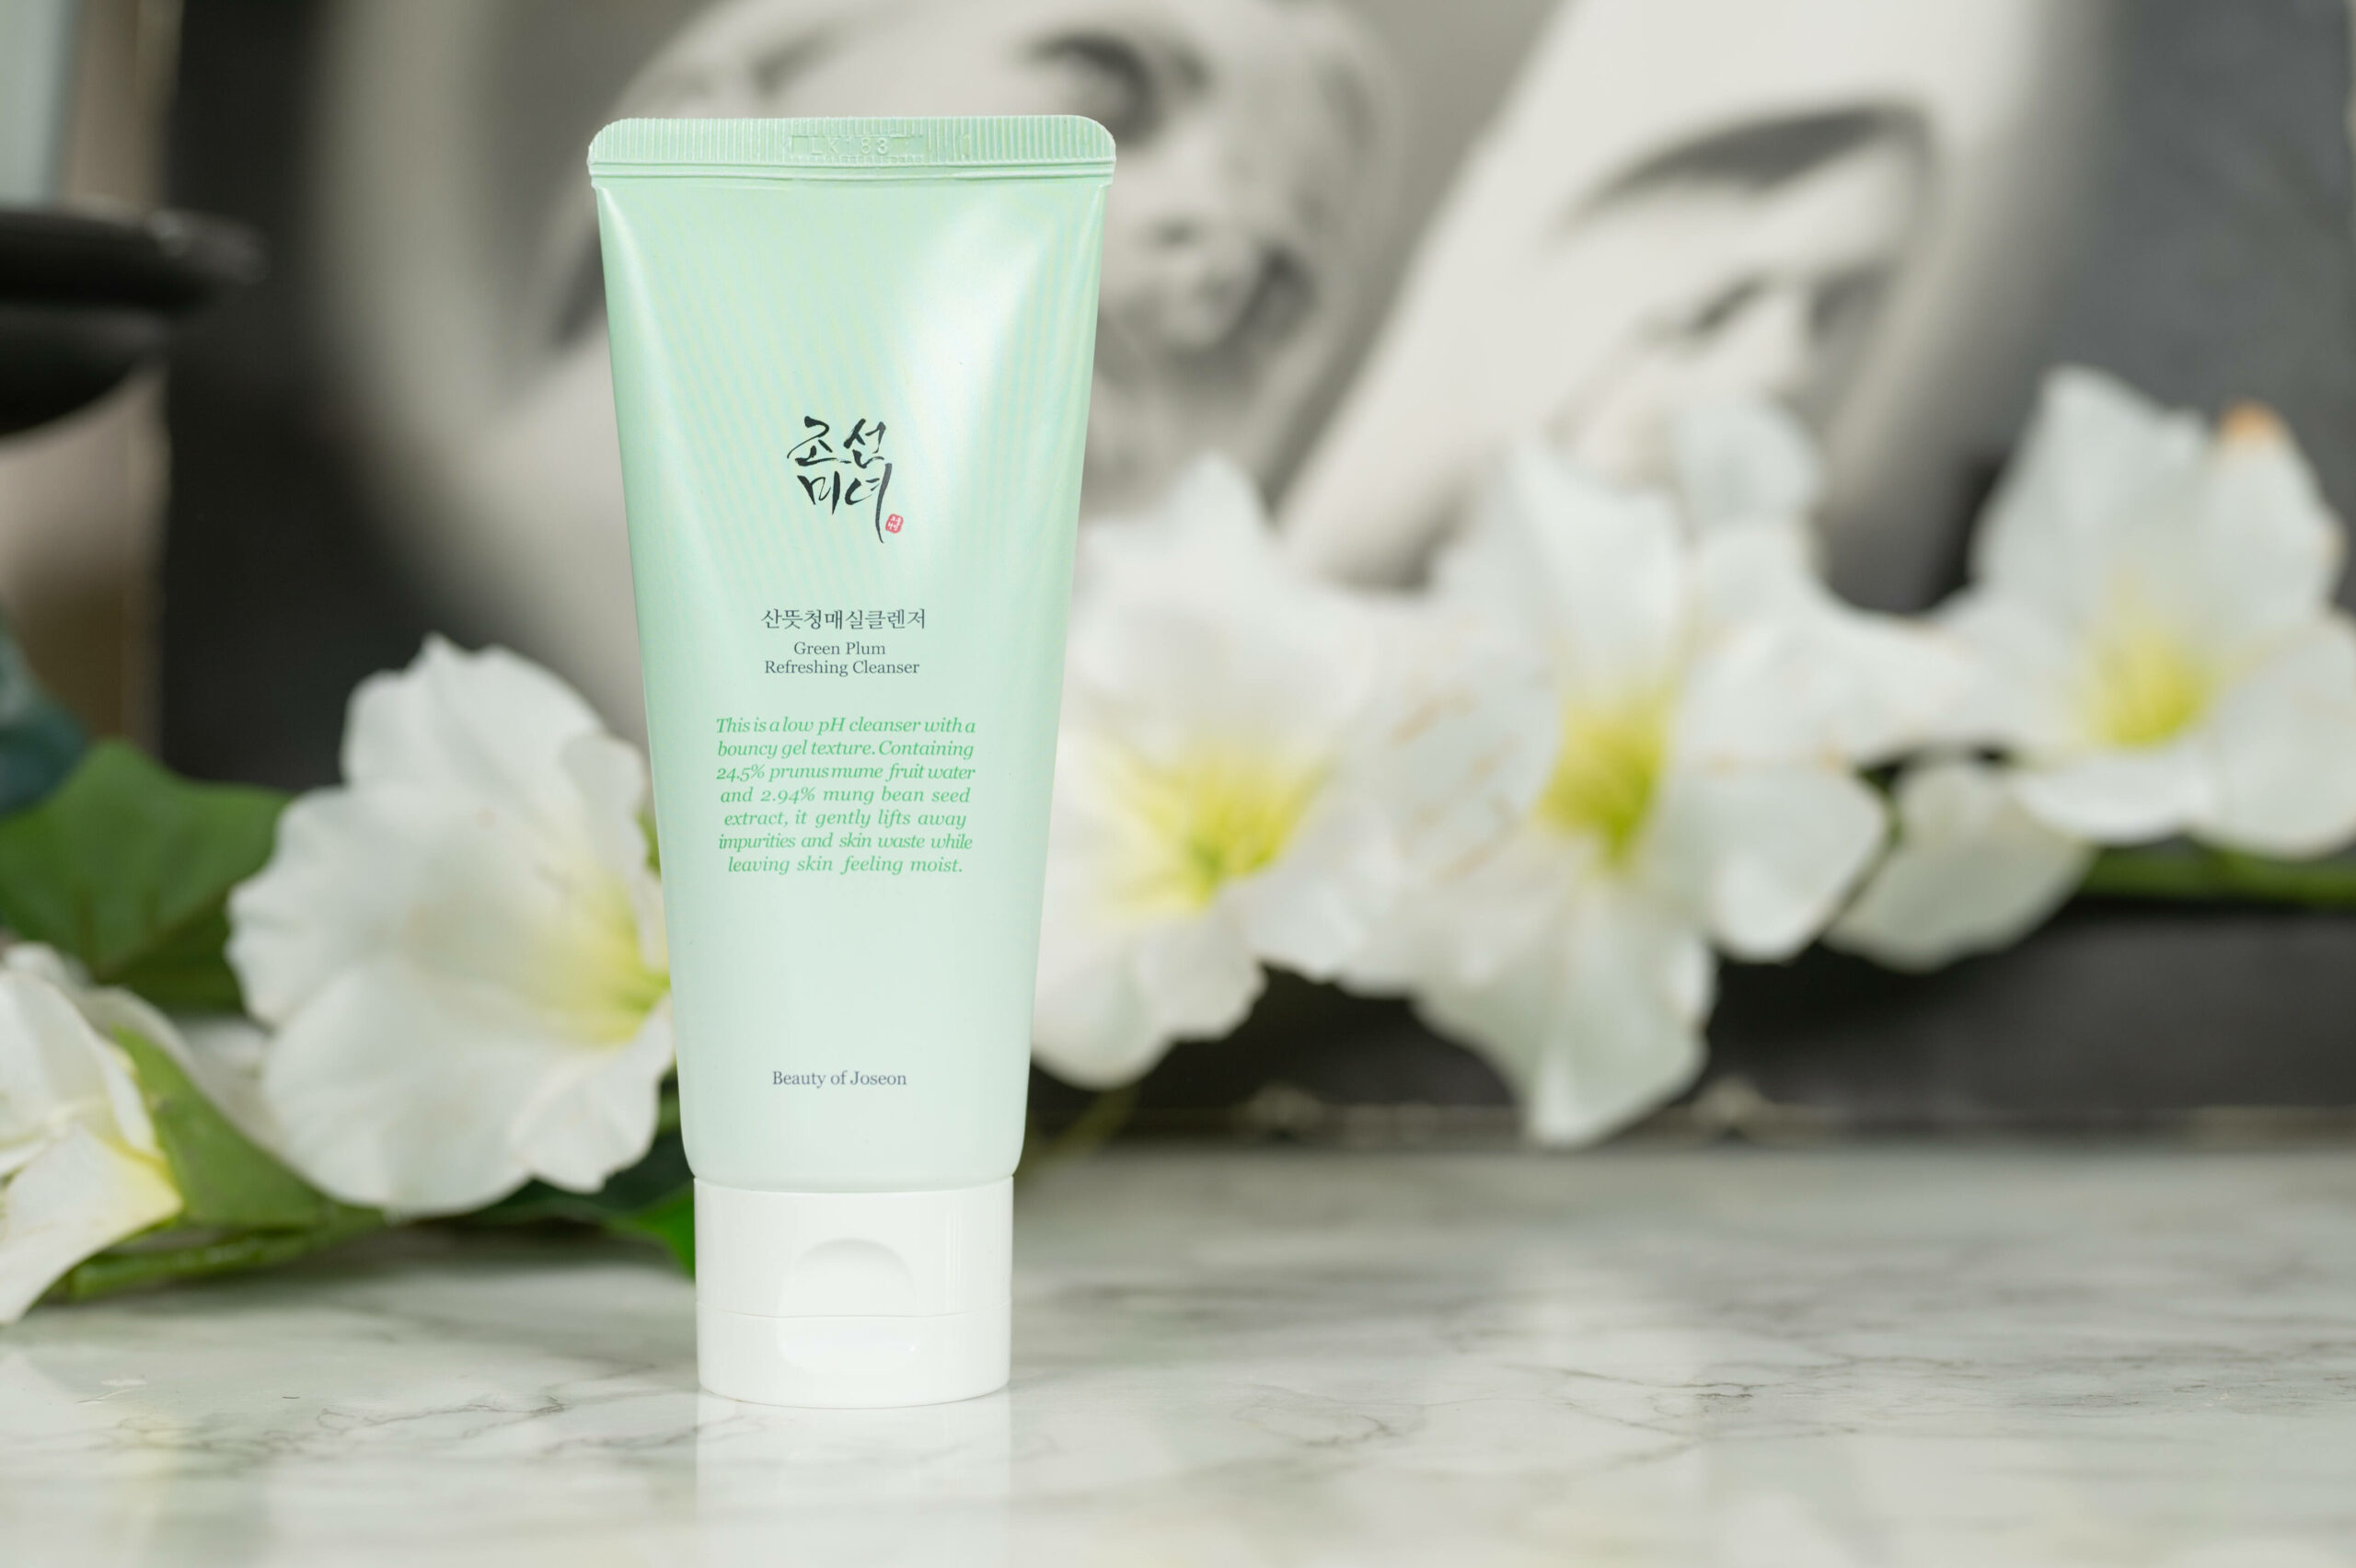 조선
미녀
산뜻청매실클렌저
Green Plum
Refreshing Cleanser
This is a low pH cleanser with a
bouncy gel texture. Containing
24.5% prunus mume fruit water
and 2.94% mung bean seed
extract, it gently lifts away
impurities and skin waste while
leaving skin feeling moist.
Beauty of Joseon